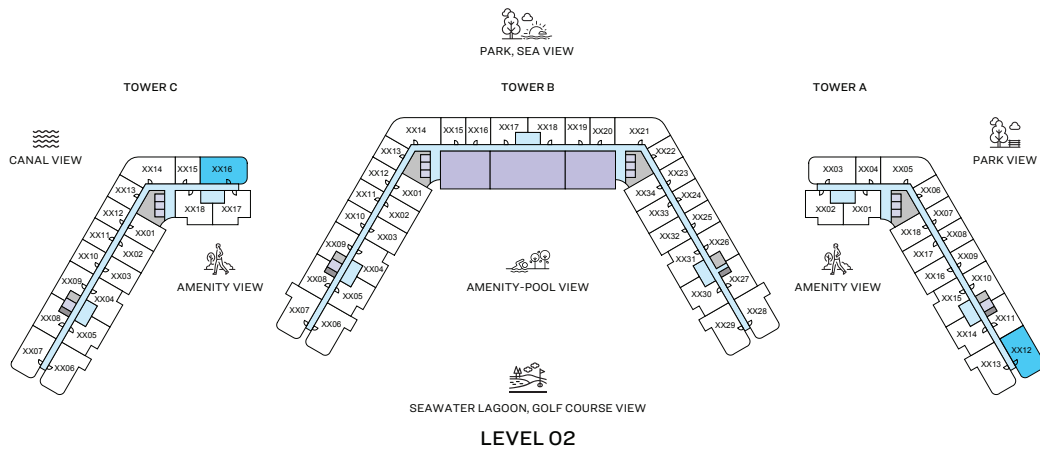 PARK, SEA VIEW
TOWER C
TOWER B
TOWER A
CANAL VIEW
PARK VIEW
XX14
XX15
XX16
XX13
XX12
XX11
XX10
XX09
XX08
XX07
XX06
XX05
XX04
XX03
XX02
XX01
XX18
XX17
AMENITY VIEW
XX14
XX15
XX16
XX17
XX18
XX19
XX20
XX21
XX13
XX12
XX11
XX10
XX09
XX08
XX07
XX06
XX05
XX04
XX03
XX02
XX01
XX22
XX23
XX24
XX25
XX26
XX27
XX28
XX29
XX30
XX31
XX32
XX33
XX34
AMENITY-POOL VIEW
XX03
XX04
XX05
XX02
XX01
XX06
XX07
XX08
XX09
XX10
XX11
XX12
XX13
XX14
XX15
XX16
XX17
XX18
AMENITY VIEW
SEAWATER LAGOON, GOLF COURSE VIEW
LEVEL 02